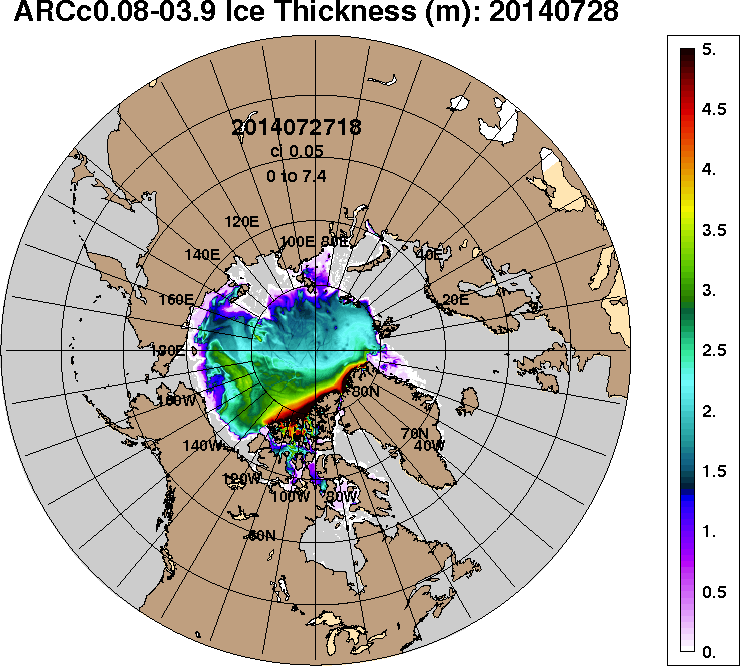 ARCc0.08-03.9 Ice Thickness (m): 20140728
2014072718
ci 0.05
0 to 7.4
120E
100E 80E
140E
40E
160E
20E
180E
160W
80N
140W
70N
40W
120W
100W 80W
60N
5.
4.5
4.
3.5
3.
2.5
2.
1.5
1.
0.5
0.